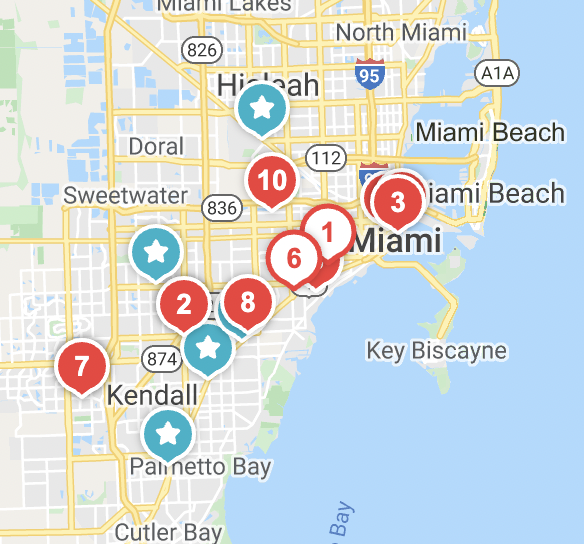 Miami Lakes
North Miami
826
95
A1A
Hialeah
Miami Beach
Doral
112
10
Sweetwater
836
3
iami Beach
1
Miami
6
2
8
874
Key Biscayne
7
Kendall
Palmetto Bay
Cutler Bay
Bay